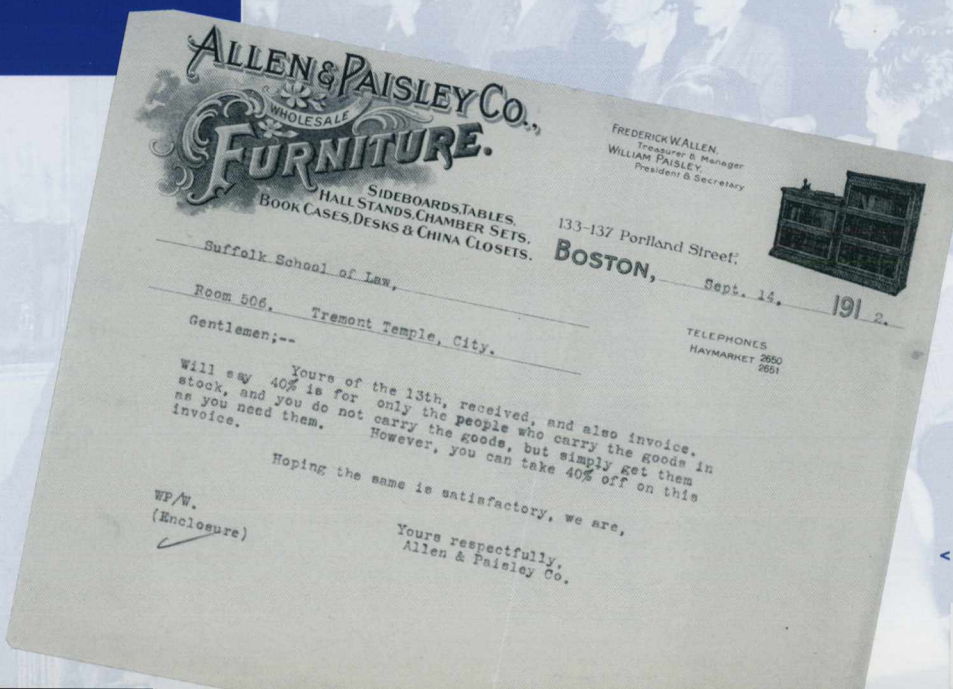 ALLEN & PAISLEY CO.,
WHOLESALE
FURNITURE.
SIDEBOARDS, TABLES,
HALL STANDS, CHAMBER SETS,
BOOK CASES, DESKS & CHINA CLOSETS.
FREDERICK W. ALLEN,
Treasurer & Manager
WILLIAM PAISLEY,
President & Secretary
133-137 Portland Street,
BOSTON, Sept. 14. 191 2.
TELEPHONES
HAYMARKET 2650
2651
Suffolk School of Law,
Room 506. Tremont Temple, City.
Gentlemen;--
Yours of the 13th, received, and also invoice.
Will say 40% is for only the people who carry the goods in
stock, and you do not carry the goods, but simply get them
as you need them. However, you can take 40% off on this
invoice.
Hoping the same is satisfactory, we are,
Yours respectfully,
Allen & Paisley Co.
WP/W.
(Enclosure)
<